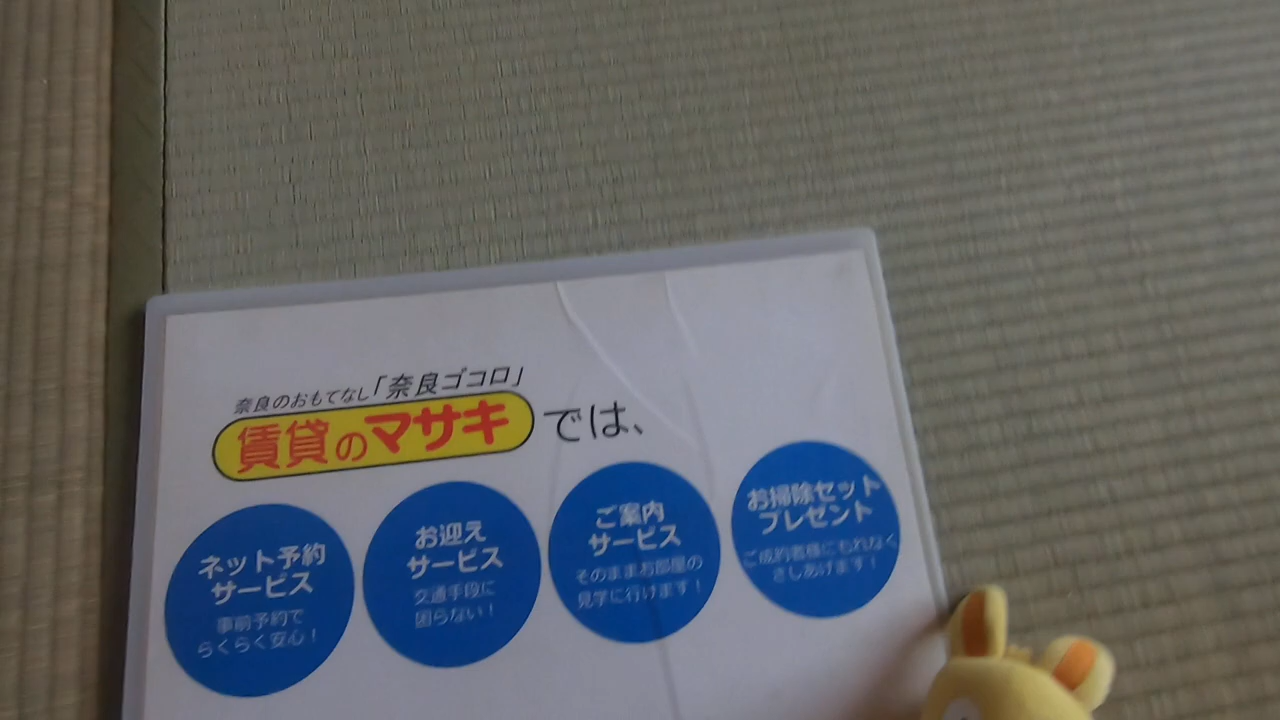 奈良のおもてなし「奈良ゴコロ」
賃貸のマサキでは、
ネット予約
サービス
事前予約で
らくらく安心！
お迎え
サービス
交通手段に
困らない！
ご案内
サービス
そのままお部屋の
見学に行けます！
お掃除セット
プレゼント
ご成約者様にもれなく
さしあげます！